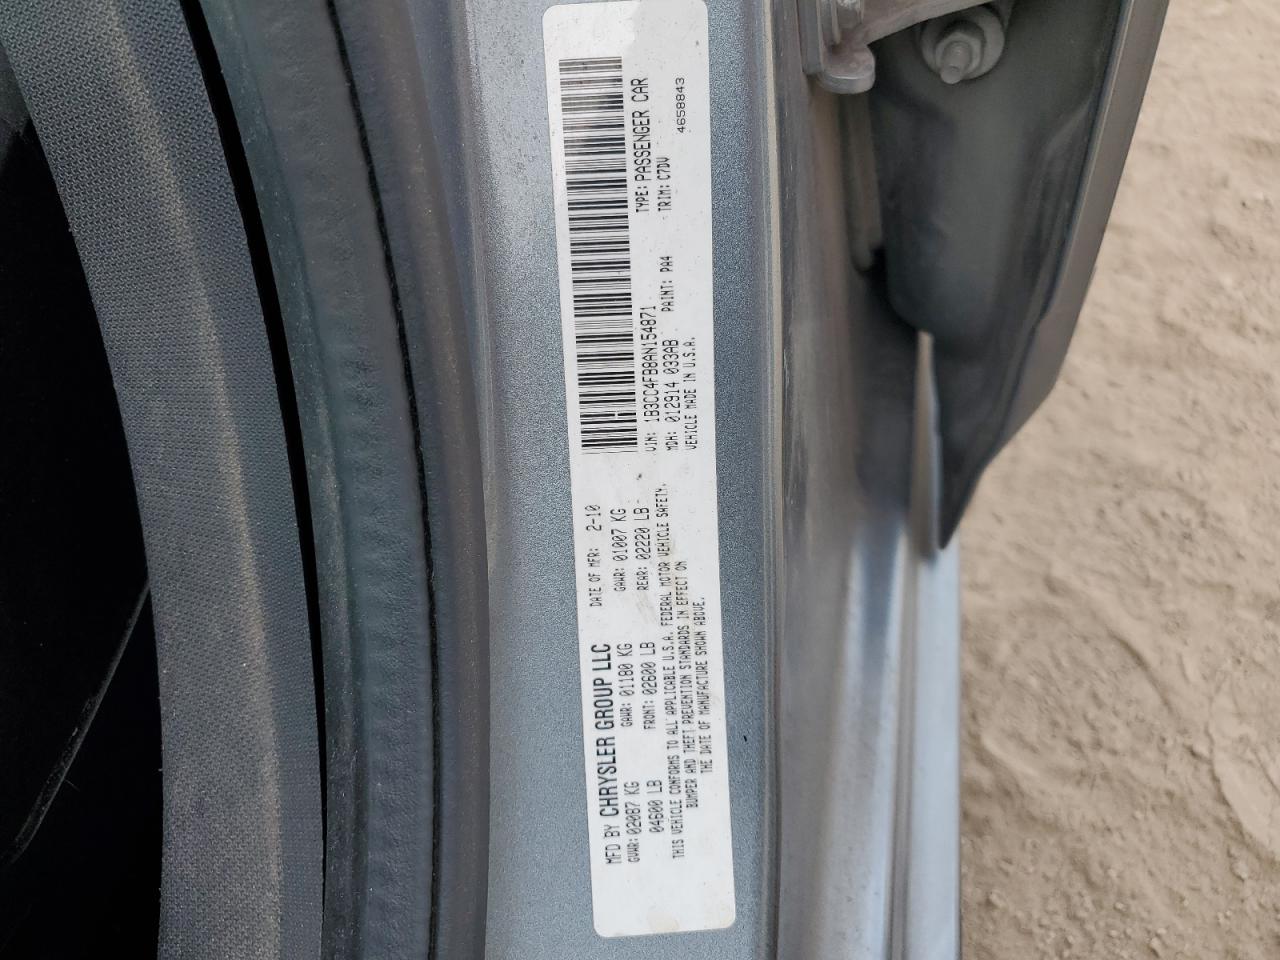 MFD BY CHRYSLER GROUP LLC DATE OF MFR: 2-10
GVWR: 02087 KG GAWR: 01180 KG GAWR: 01007 KG
04600 LB FRONT: 02600 LB REAR: 02220 LB
THIS VEHICLE CONFORMS TO ALL APPLICABLE U.S.A. FEDERAL MOTOR VEHICLE SAFETY,
BUMPER AND THEFT PREVENTION STANDARDS IN EFFECT ON
THE DATE OF MANUFACTURE SHOWN ABOVE.
VIN: 1B3CC4FB8AN154871 TYPE: PASSENGER CAR
MDH: 012914 033AB PAINT: PA4 TRIM: C7DV
VEHICLE MADE IN U.S.A. 4658843